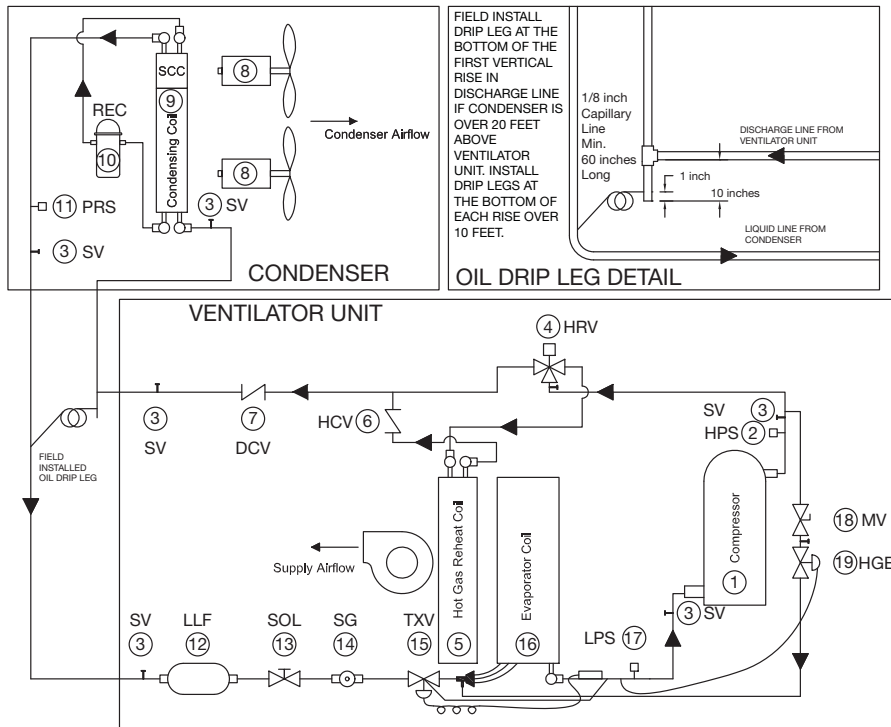 SCC
9
Condensing Coil
REC
10
8
8
Condenser Airflow
11 PRS
3 SV
3 SV
CONDENSER
FIELD INSTALL
DRIP LEG AT THE
BOTTOM OF THE
FIRST VERTICAL
RISE IN
DISCHARGE LINE
IF CONDENSER IS
OVER 20 FEET
ABOVE
VENTILATOR
UNIT. INSTALL
DRIP LEGS AT
THE BOTTOM OF
EACH RISE OVER
10 FEET.
1/8 inch
Capillary
Line
Min.
60 inches
Long
DISCHARGE LINE FROM
VENTILATOR UNIT
1 inch
10 inches
LIQUID LINE FROM
CONDENSER
OIL DRIP LEG DETAIL
VENTILATOR UNIT
4 HRV
3
SV
7
DCV
HCV 6
SV 3
HPS 2
FIELD
INSTALLED
OIL DRIP LEG
Supply Airflow
Hot Gas Reheat Coil
5
Evaporator Coil
16
Compressor
1
18 MV
19 HGB
3 SV
LPS 17
SV
3
LLF
12
SOL
13
SG
14
TXV
15